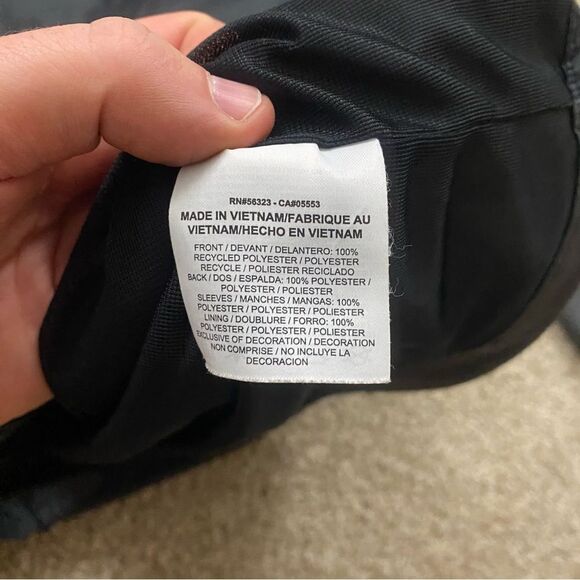 RN#56323 - CA#05553
MADE IN VIETNAM/FABRIQUE AU
VIETNAM/HECHO EN VIETNAM
FRONT / DEVANT / DELANTERO: 100%
RECYCLED POLYESTER / POLYESTER
RECYCLE / POLIESTER RECICLADO
BACK / DOS / ESPALDA: 100% POLYESTER /
POLYESTER / POLIESTER
SLEEVES / MANCHES / MANGAS: 100%
POLYESTER / POLYESTER / POLIESTER
LINING / DOUBLURE / FORRO: 100%
POLYESTER / POLYESTER / POLIESTER
EXCLUSIVE OF DECORATION / DECORATION
NON COMPRISE / NO INCLUYE LA
DECORACION